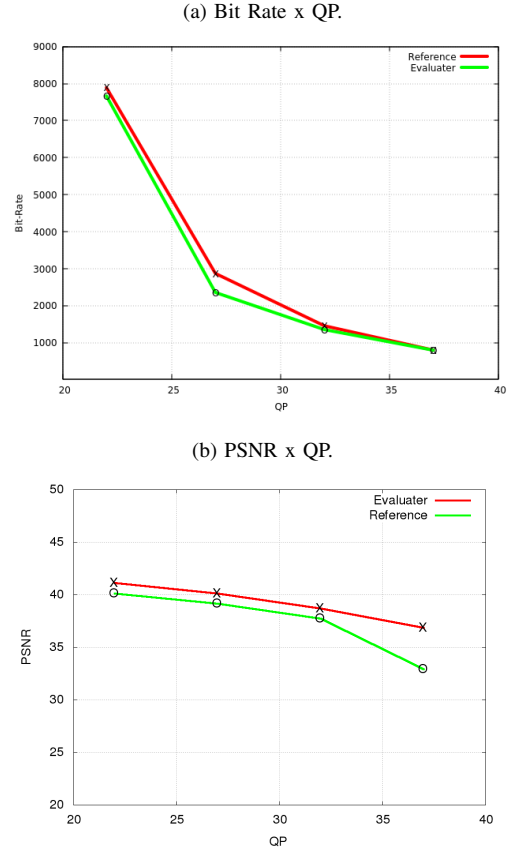 (a) Bit Rate x QP.
9000
8000
7000
6000
5000
4000
3000
2000
1000
Bit-Rate
Reference
Evaluater
20
25
30
35
40
QP
(b) PSNR x QP.
50
45
40
35
30
25
20
PSNR
Evaluater
Reference
20
25
30
35
40
QP